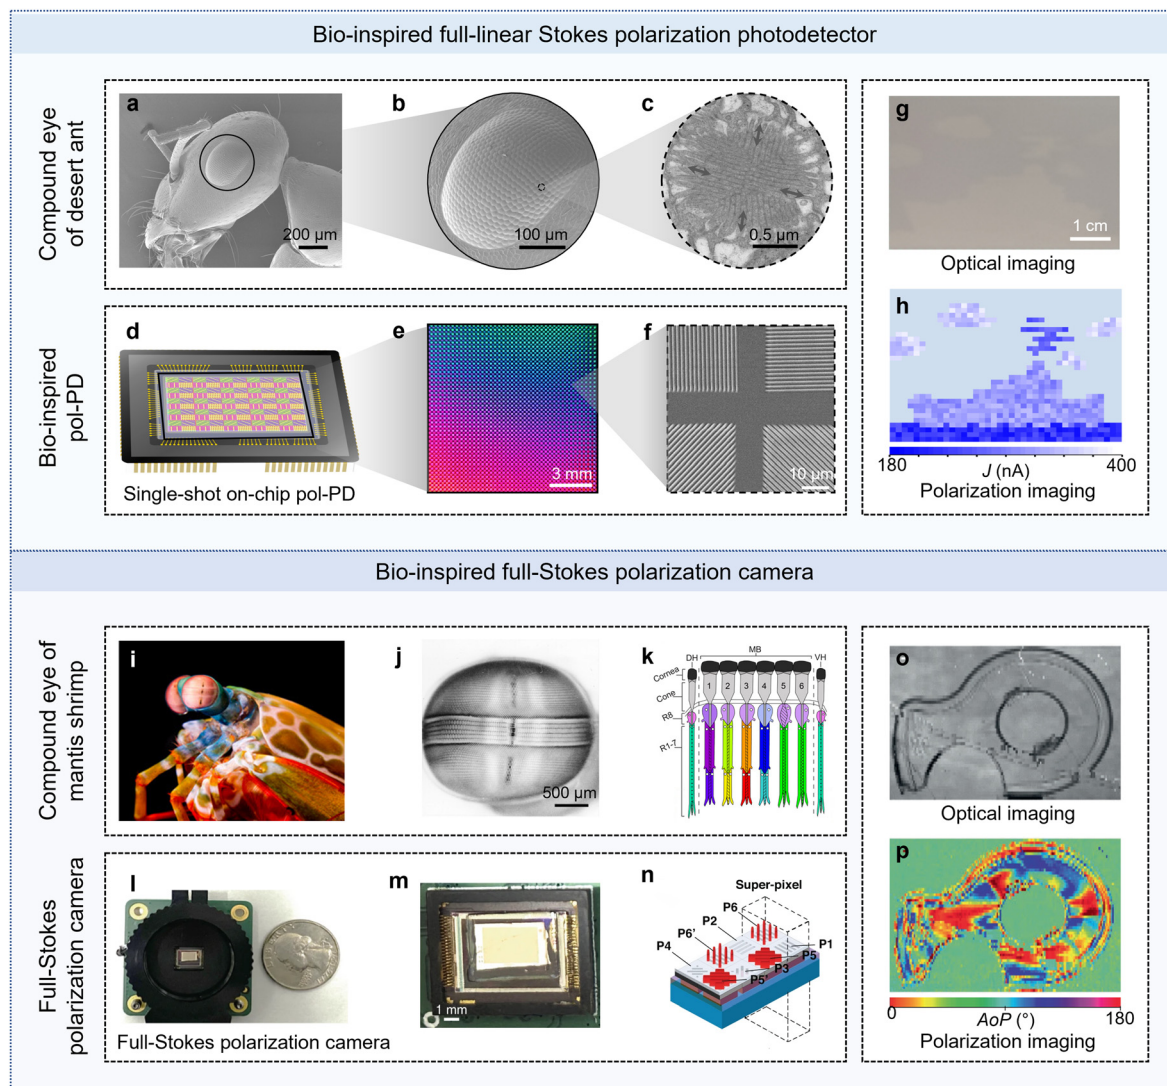 Bio-inspired full-linear Stokes polarization photodetector
Compound eye
of desert ant
a
200 µm
b
100 µm
c
0.5 µm
g
1 cm
Optical imaging
Bio-inspired
pol-PD
d
Single-shot on-chip pol-PD
e
3 mm
f
10 µm
h
180
400
J (nA)
Polarization imaging
Bio-inspired full-Stokes polarization camera
Compound eye of
mantis shrimp
i
j
500 µm
k
DH
MB
VH
Cornea
Cone
R8
R1-7
1
2
3
4
5
6
o
Optical imaging
Full-Stokes
polarization camera
l
Full-Stokes polarization camera
m
1 mm
n
Super-pixel
P6
P2
P6'
P4
P1
P5
P3
P5'
p
0
180
AoP (°)
Polarization imaging